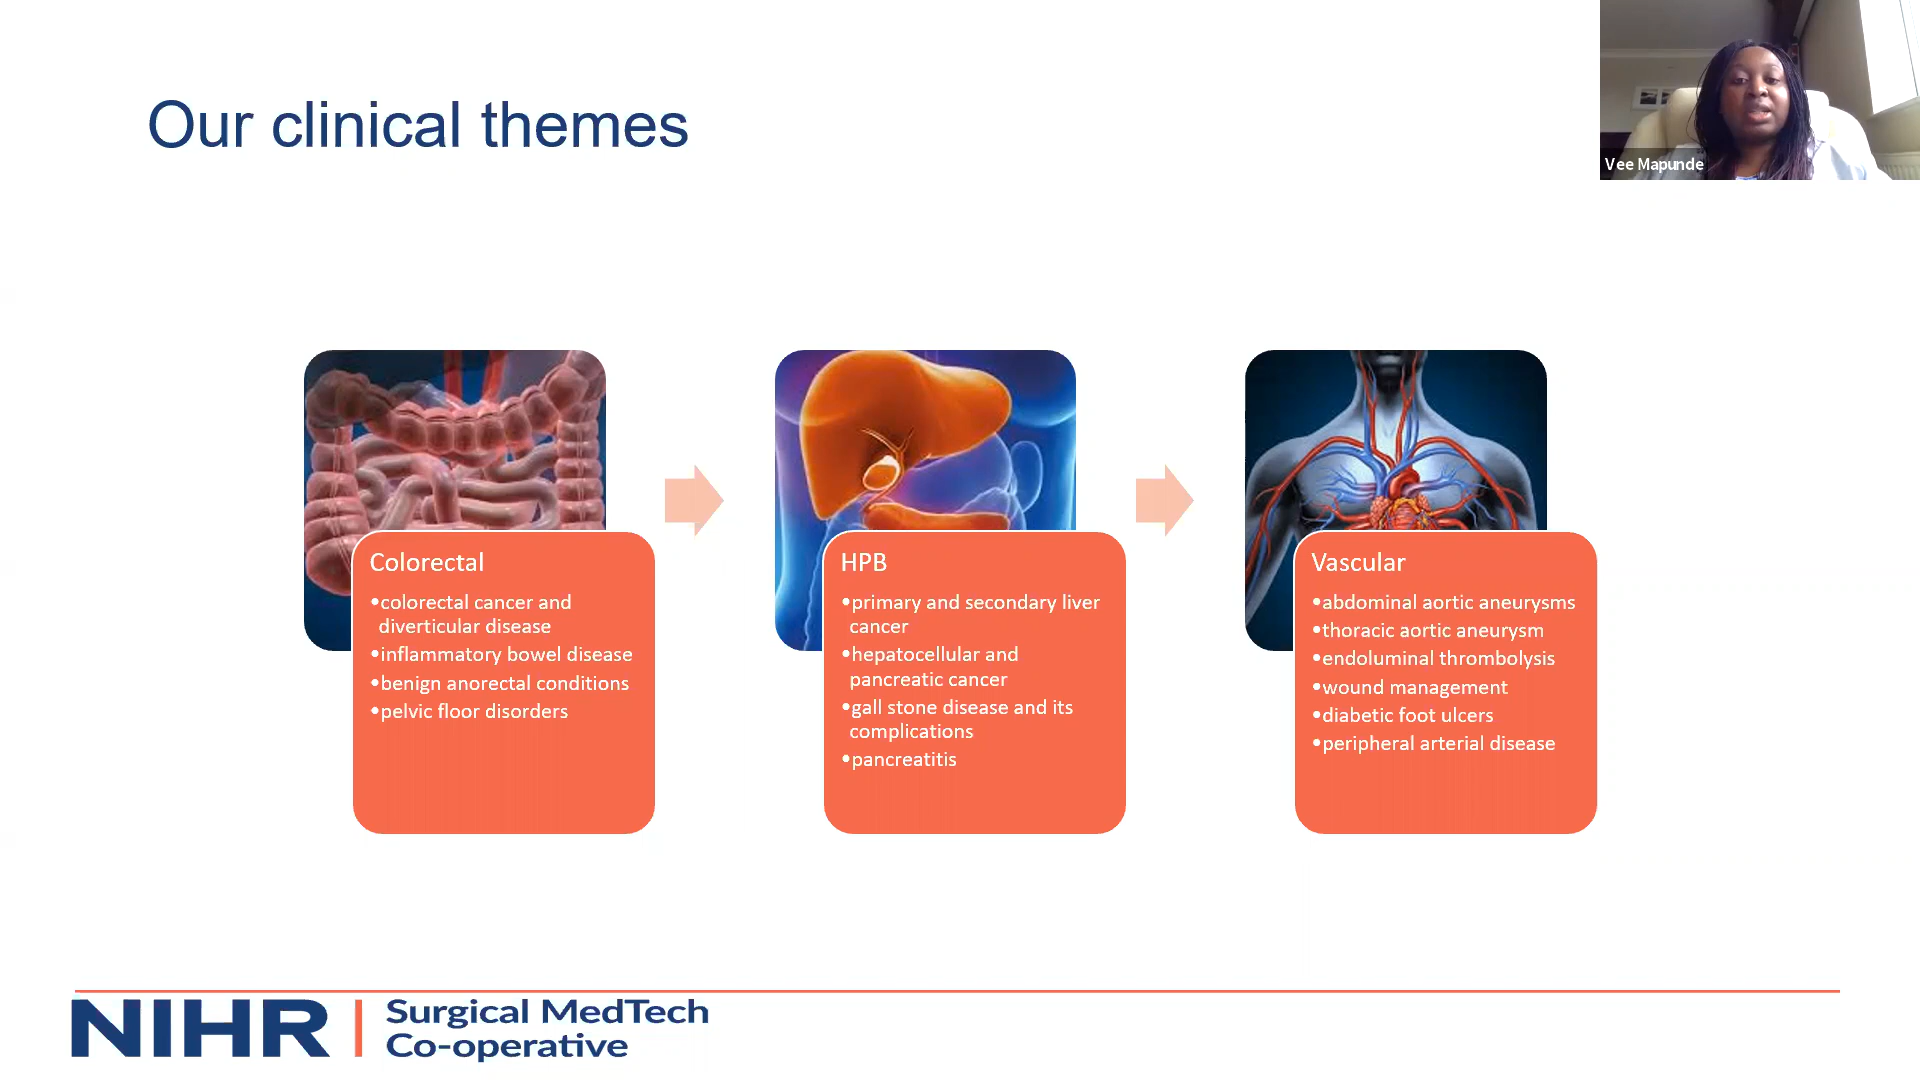 Our clinical themes
Vee Mapunde
Colorectal
•colorectal cancer and
diverticular disease
•inflammatory bowel disease
•benign anorectal conditions
•pelvic floor disorders
HPB
•primary and secondary liver
cancer
•hepatocellular and
pancreatic cancer
•gall stone disease and its
complications
•pancreatitis
Vascular
•abdominal aortic aneurysms
•thoracic aortic aneurysm
•endoluminal thrombolysis
•wound management
•diabetic foot ulcers
•peripheral arterial disease
NIHR
Surgical MedTech
Co-operative